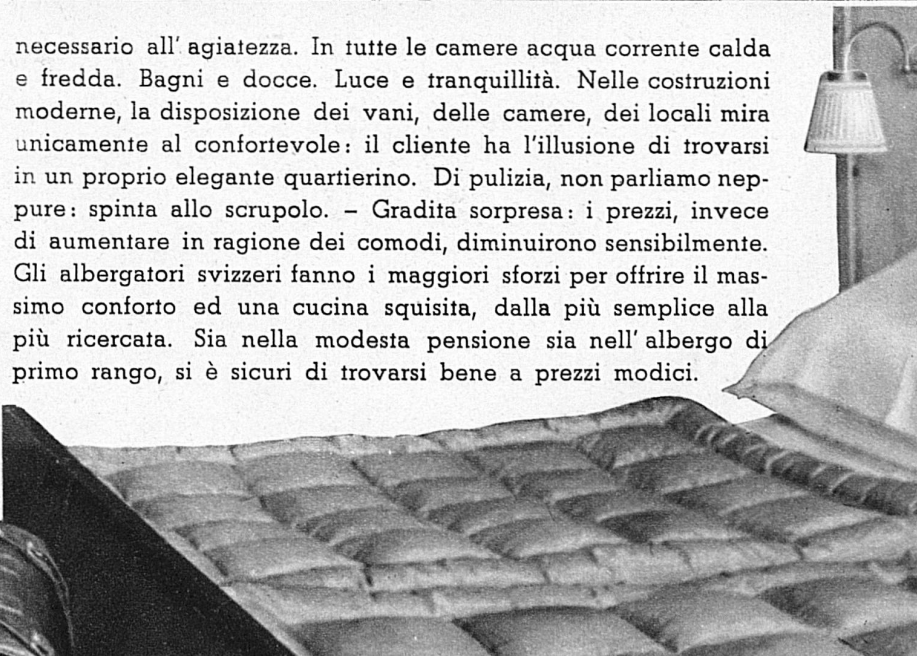 necessario all' agiatezza. In tutte le camere acqua corrente calda
e fredda. Bagni e docce. Luce e tranquillità. Nelle costruzioni
moderne, la disposizione dei vani, delle camere, dei locali mira
unicamente al confortevole: il cliente ha l'illusione di trovarsi
in un proprio elegante quartierino. Di pulizia, non parliamo nep-
pure: spinta allo scrupolo. – Gradita sorpresa: i prezzi, invece
di aumentare in ragione dei comodi, diminuirono sensibilmente.
Gli albergatori svizzeri fanno i maggiori sforzi per offrire il mas-
simo conforto ed una cucina squisita, dalla più semplice alla
più ricercata. Sia nella modesta pensione sia nell' albergo di
primo rango, si è sicuri di trovarsi bene a prezzi modici.